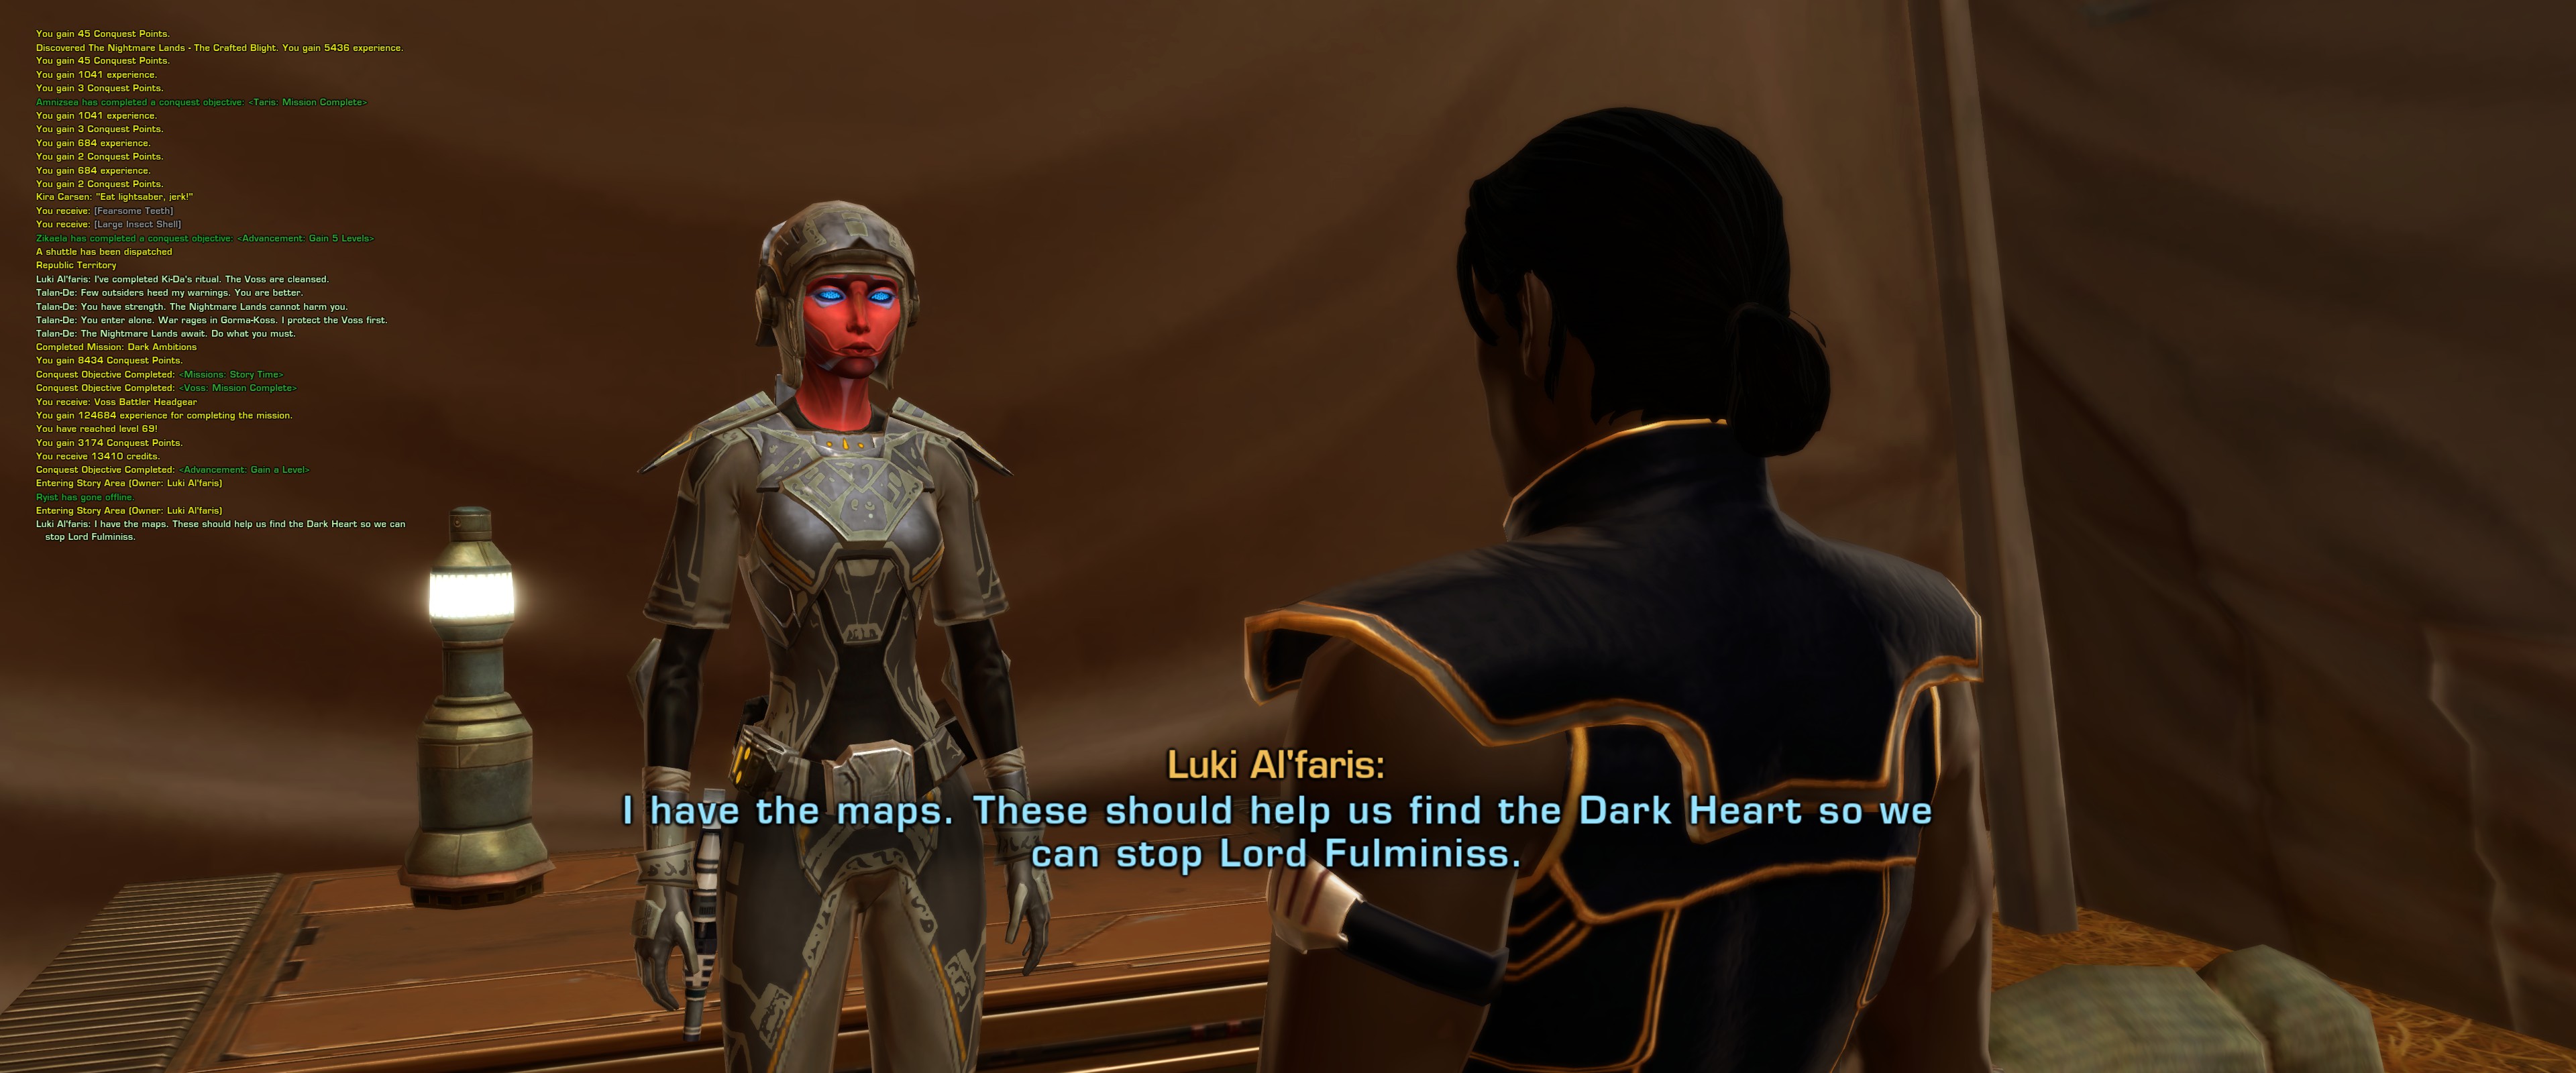 You gain 45 Conquest Points.
Discovered The Nightmare Lands - The Crafted Blight. You gain 5436 experience.
You gain 45 Conquest Points.
You gain 1041 experience.
You gain 3 Conquest Points.
Amnizsea has completed a conquest objective: <Taris: Mission Complete>
You gain 1041 experience.
You gain 3 Conquest Points.
You gain 684 experience.
You gain 2 Conquest Points.
You gain 684 experience.
You gain 2 Conquest Points.
Kira Carsen: "Eat lightsaber, jerk!"
You receive: [Fearsome Teeth]
You receive: [Large Insect Shell]
Zikaela has completed a conquest objective: <Advancement: Gain 5 Levels>
A shuttle has been dispatched
Republic Territory
Luki Al'faris: I've completed Ki-Da's ritual. The Voss are cleansed.
Talan-De: Few outsiders heed my warnings. You are better.
Talan-De: You have strength. The Nightmare Lands cannot harm you.
Talan-De: You enter alone. War rages in Gorma-Koss. I protect the Voss first.
Talan-De: The Nightmare Lands await. Do what you must.
Completed Mission: Dark Ambitions
You gain 8434 Conquest Points.
Conquest Objective Completed: <Missions: Story Time>
Conquest Objective Completed: <Voss: Mission Complete>
You receive: Voss Battler Headgear
You gain 124684 experience for completing the mission.
You have reached level 69!
You gain 3174 Conquest Points.
You receive 13410 credits.
Conquest Objective Completed: <Advancement: Gain a Level>
Entering Story Area (Owner: Luki Al'faris)
Ryist has gone offline.
Entering Story Area (Owner: Luki Al'faris)
Luki Al'faris: I have the maps. These should help us find the Dark Heart so we can
stop Lord Fulminiss.
Luki Al'faris:
I have the maps. These should help us find the Dark Heart so we
can stop Lord Fulminiss.